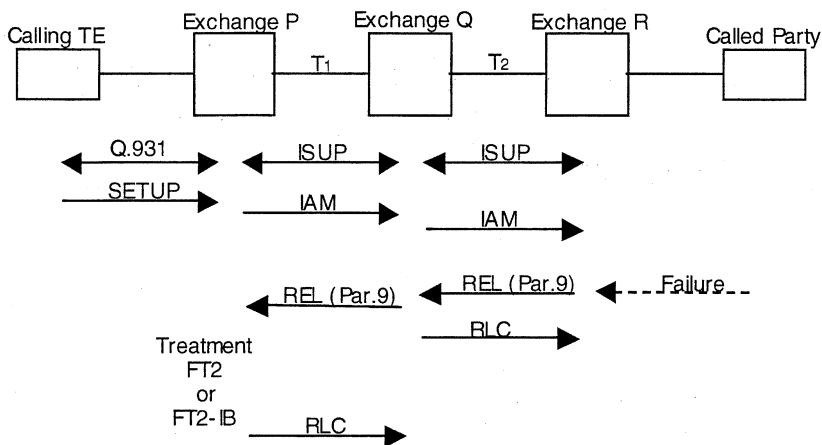 Calling TE
Exchange P
Exchange Q
Exchange R
Called Party
T1
T2
Q.931
ISUP
ISUP
SETUP
IAM
IAM
REL (Par.9)
REL (Par.9)
Failure
RLC
Treatment
FT2
or
FT2-IB
RLC